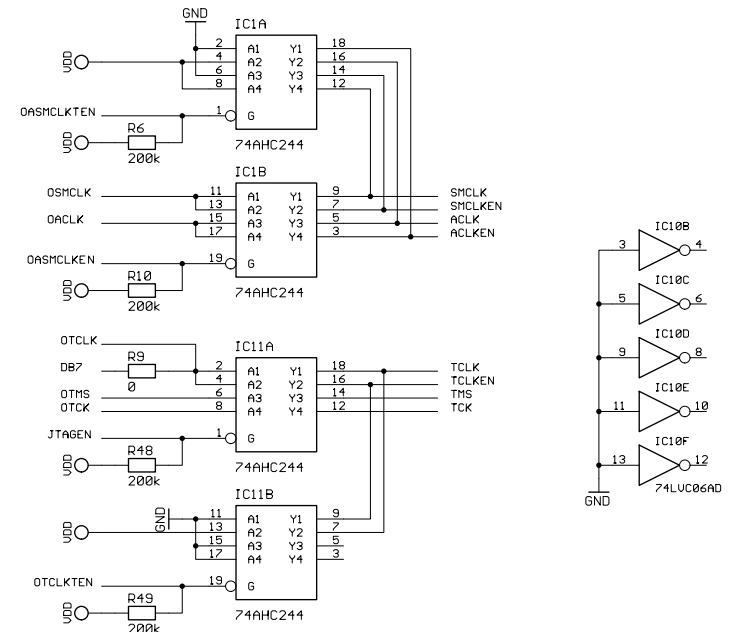 GND
IC1A
2 A1 Y1 18
VDD 4 A2 Y2 16
6 A3 Y3 14
8 A4 Y4 12
OASMCLKTEN 1 G
R6
VDD
200k
74AHC244
IC1B
OSMCLK 11 A1 Y1 9 SMCLK
13 A2 Y2 7 SMCLKEN
OACLK 15 A3 Y3 5 ACLK
17 A4 Y4 3 ACLKEN
OASMCLKEN 19 G
R10
VDD
200k
74AHC244
OTCLK
IC11A
DB7 R9 2 A1 Y1 18 TCLK
0 4 A2 Y2 16 TCLKEN
OTMS 6 A3 Y3 14 TMS
OTCK 8 A4 Y4 12 TCK
JTAGEN 1 G
R48
VDD
200k
74AHC244
IC11B
GND 11 A1 Y1 9
VDD 13 A2 Y2 7
15 A3 Y3 5
17 A4 Y4 3
OTCLKTEN 19 G
R49
VDD
200k
74AHC244
IC10B
3 4
IC10C
5 6
IC10D
9 8
IC10E
11 10
IC10F
13 12
74LVC06AD
GND